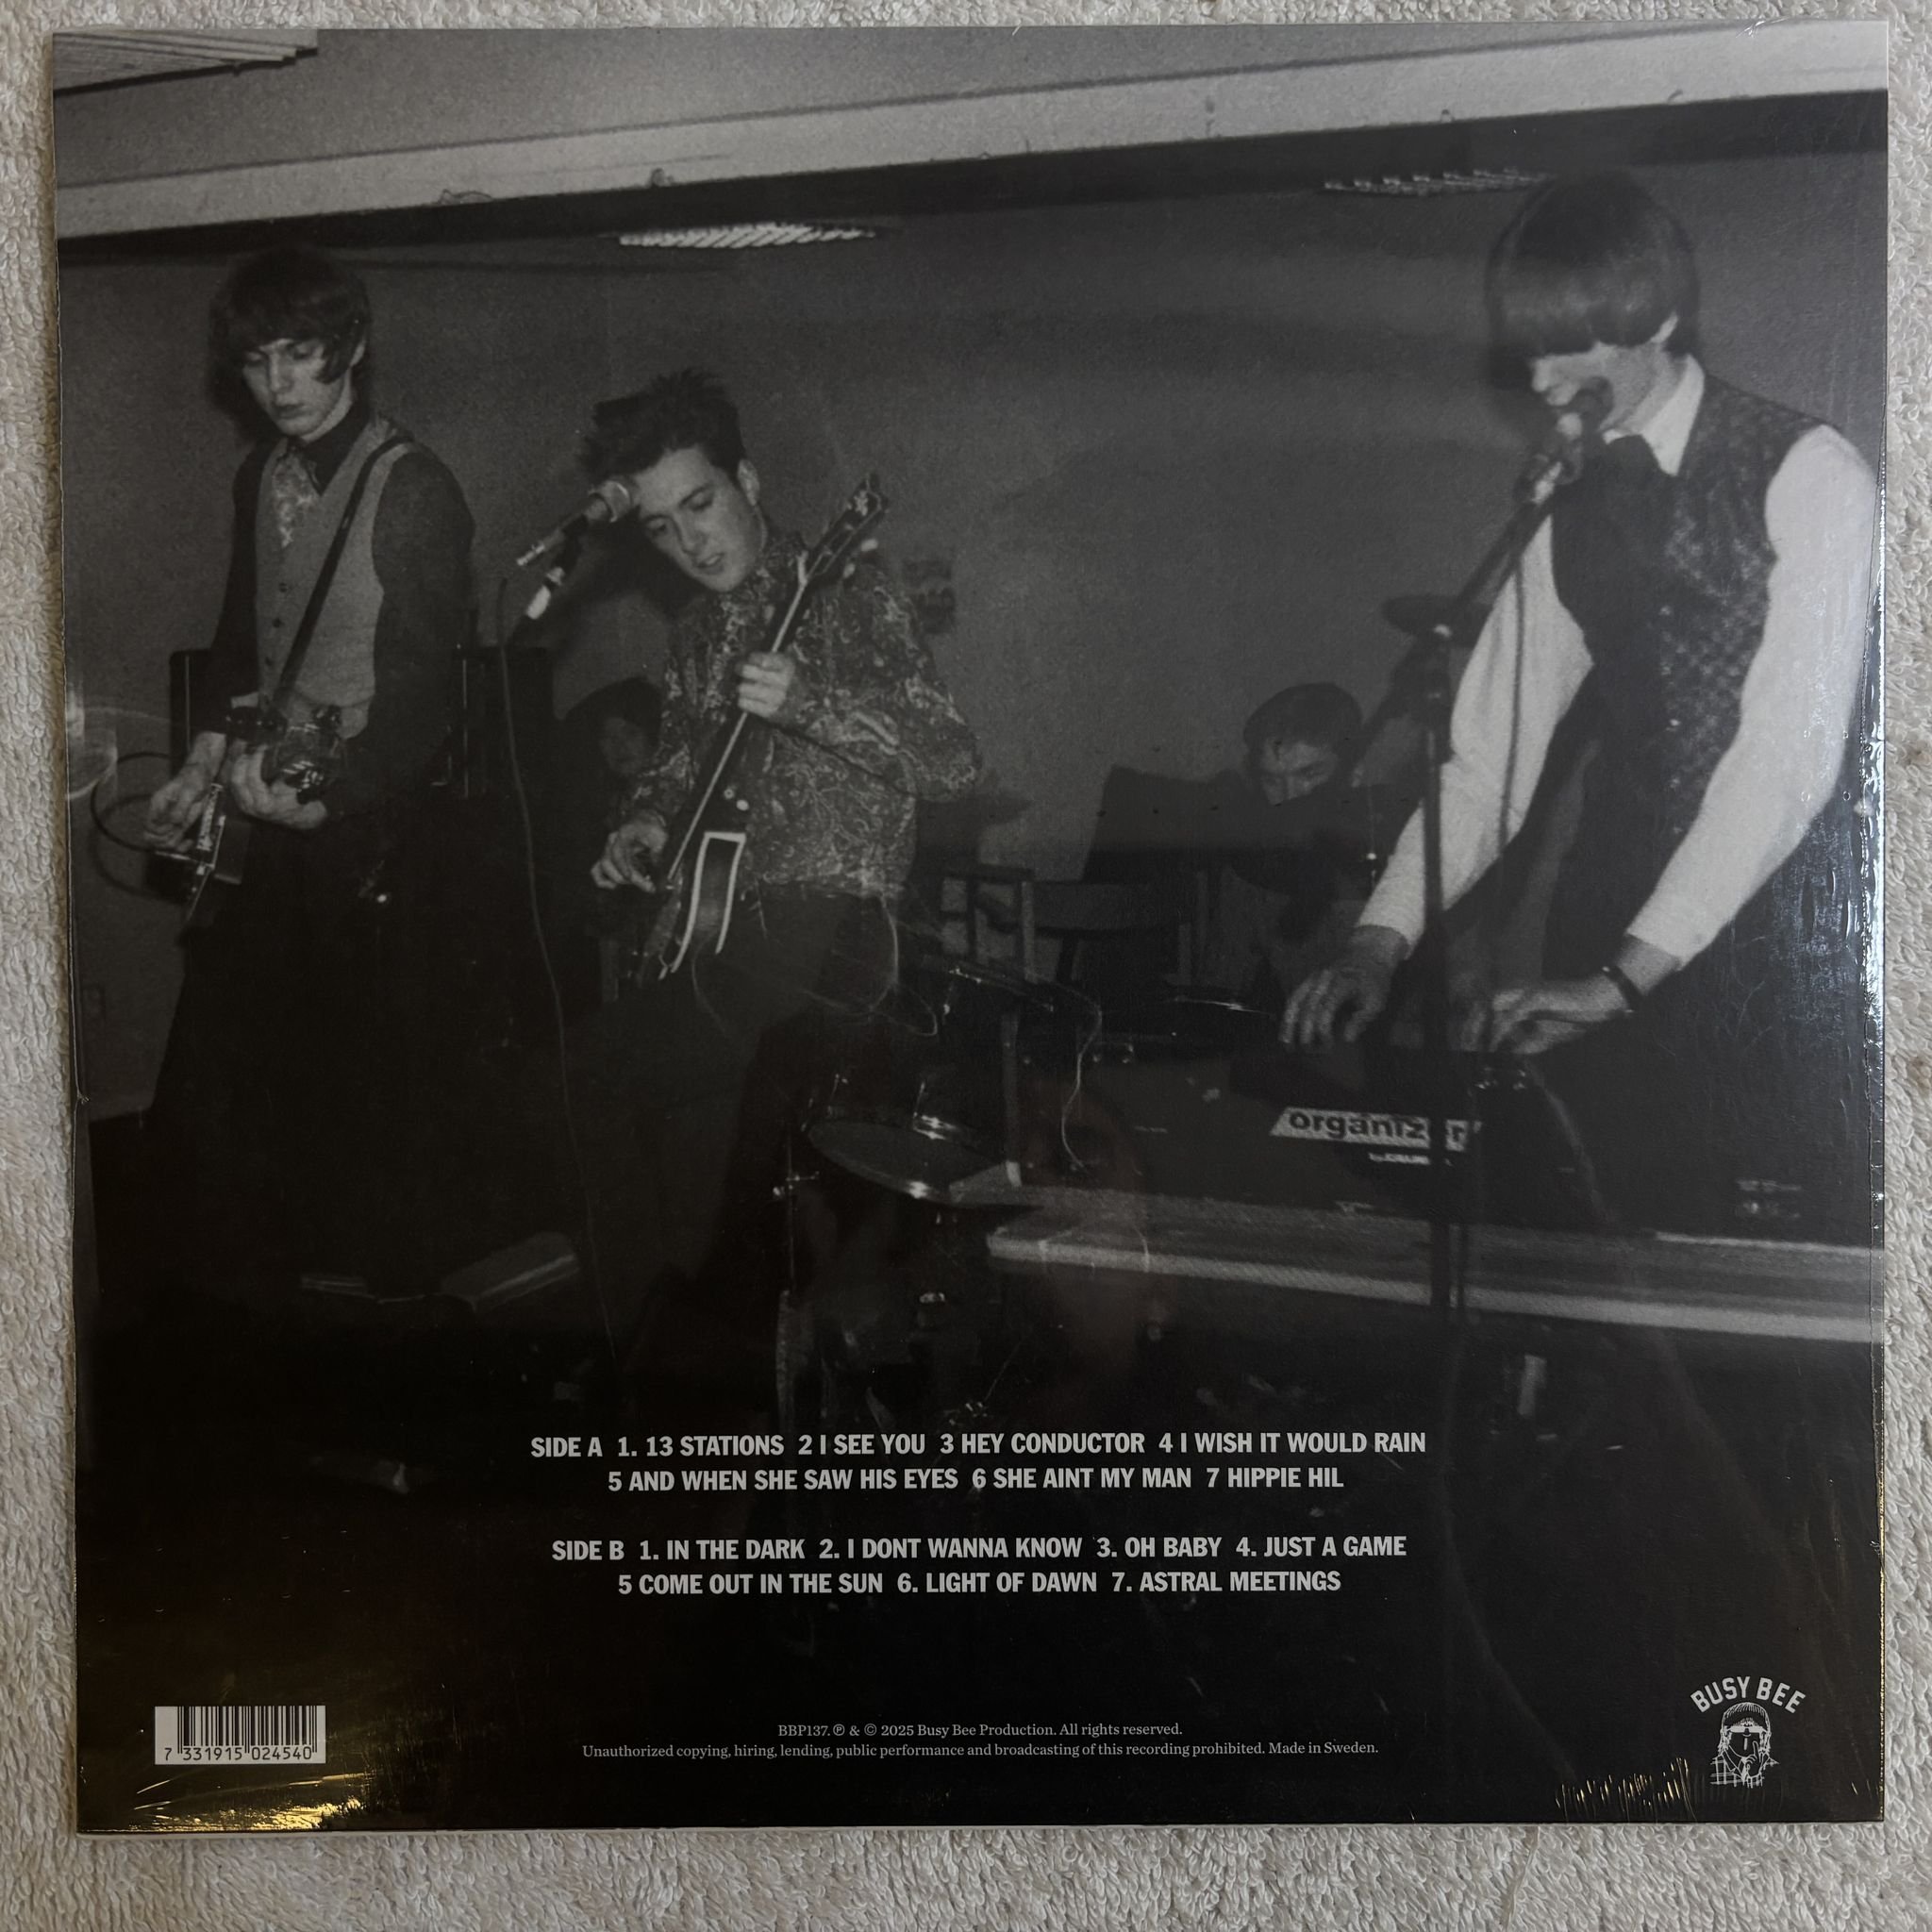 organizer
SIDE A 1. 13 STATIONS 2 I SEE YOU 3 HEY CONDUCTOR 4 I WISH IT WOULD RAIN
5 AND WHEN SHE SAW HIS EYES 6 SHE AINT MY MAN 7 HIPPIE HIL
SIDE B 1. IN THE DARK 2. I DONT WANNA KNOW 3. OH BABY 4. JUST A GAME
5 COME OUT IN THE SUN 6. LIGHT OF DAWN 7. ASTRAL MEETINGS
BUSY BEE
7 331915 024540
BBP137. ℗ & © 2025 Busy Bee Production. All rights reserved.
Unauthorized copying, hiring, lending, public performance and broadcasting of this recording prohibited. Made in Sweden.